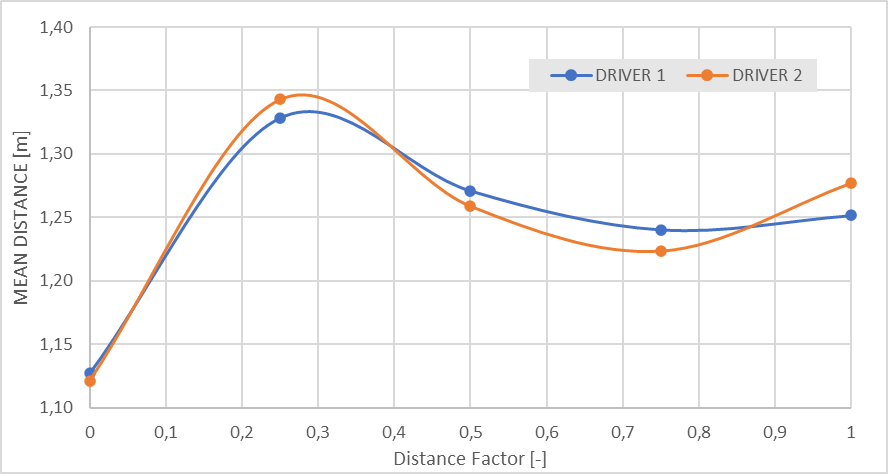 1,40
1,35
1,30
1,25
1,20
1,15
1,10
MEAN DISTANCE [m]
DRIVER 1 DRIVER 2
0 0,1 0,2 0,3 0,4 0,5 0,6 0,7 0,8 0,9 1
Distance Factor [-]